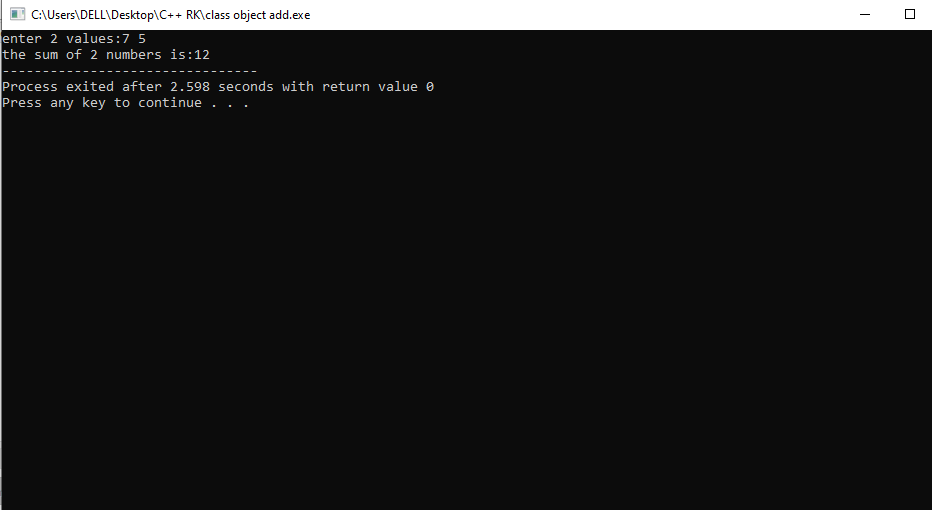 C:\Users\DELL\Desktop\C++ RK\class object add.exe
enter 2 values:7 5
the sum of 2 numbers is:12
--------------------------------
Process exited after 2.598 seconds with return value 0
Press any key to continue . . .